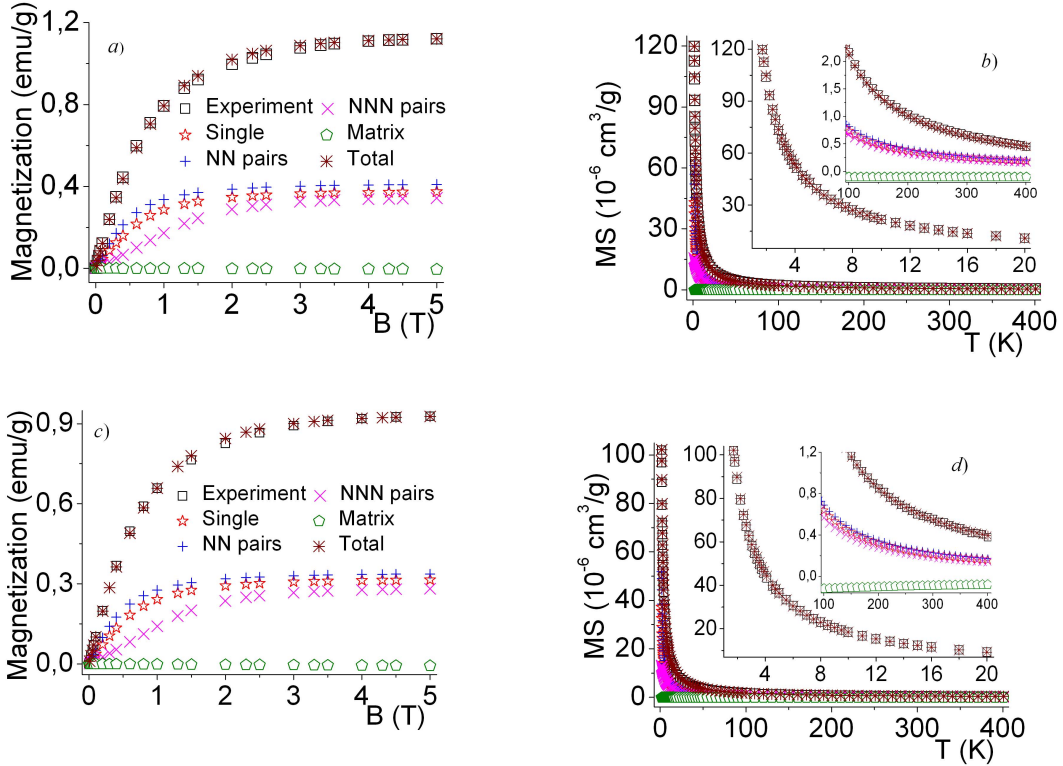 a)
Magnetization (emu/g)
1,2
0,8
0,4
0,0
Experiment
Single
NN pairs
NNN pairs
Matrix
Total
0 1 2 3 4 5
B (T)
b)
MS (10⁻⁶ cm³/g)
120
90
60
30
0
120
90
60
30
4 8 12 16 20
2,0
1,5
1,0
0,5
0,0
100 200 300 400
0 100 200 300 400
T (K)
c)
Magnetization (emu/g)
0,9
0,6
0,3
0,0
Experiment
Single
NN pairs
NNN pairs
Matrix
Total
0 1 2 3 4 5
B (T)
d)
MS (10⁻⁶ cm³/g)
100
80
60
40
20
0
100
80
60
40
20
4 8 12 16 20
1,2
0,8
0,4
0,0
100 200 300 400
0 100 200 300 400
T (K)